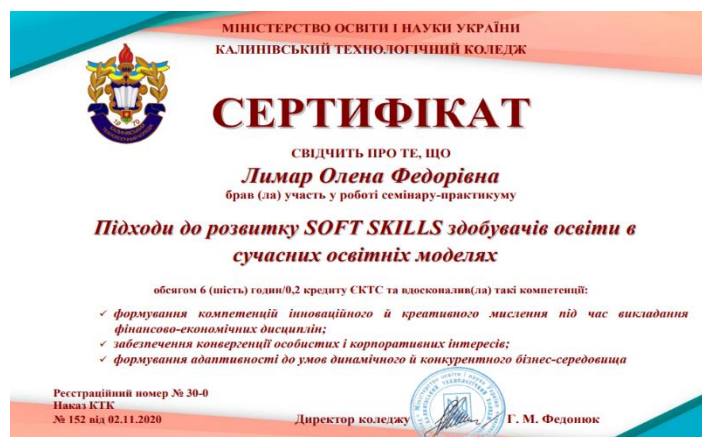 МІНІСТЕРСТВО ОСВІТИ І НАУКИ УКРАЇНИ
КАЛИНІВСЬКИЙ ТЕХНОЛОГІЧНИЙ КОЛЕДЖ
СЕРТИФІКАТ
СВІДЧИТЬ ПРО ТЕ, ЩО
Лимар Олена Федорівна
брав (ла) участь у роботі семінару-практикуму
Підходи до розвитку SOFT SKILLS здобувачів освіти в
сучасних освітніх моделях
обсягом 6 (шість) годин/0,2 кредиту ЄКТС та вдосконалив(ла) такі компетенції:
✓ формування компетенцій інноваційного й креативного мислення під час викладання
фінансово-економічних дисциплін;
✓ забезпечення конвергенції особистих і корпоративних інтересів;
✓ формування адаптивності до умов динамічного й конкурентного бізнес-середовища
Реєстраційний номер № 30-0
Наказ КТК
№ 152 від 02.11.2020
Директор коледжу
Г. М. Федонюк